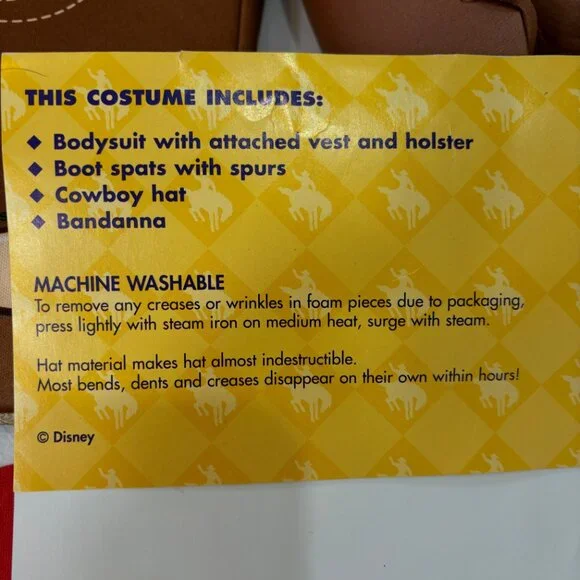 THIS COSTUME INCLUDES:
◆ Bodysuit with attached vest and holster
◆ Boot spats with spurs
◆ Cowboy hat
◆ Bandanna
MACHINE WASHABLE
To remove any creases or wrinkles in foam pieces due to packaging,
press lightly with steam iron on medium heat, surge with steam.
Hat material makes hat almost indestructible.
Most bends, dents and creases disappear on their own within hours!
© Disney